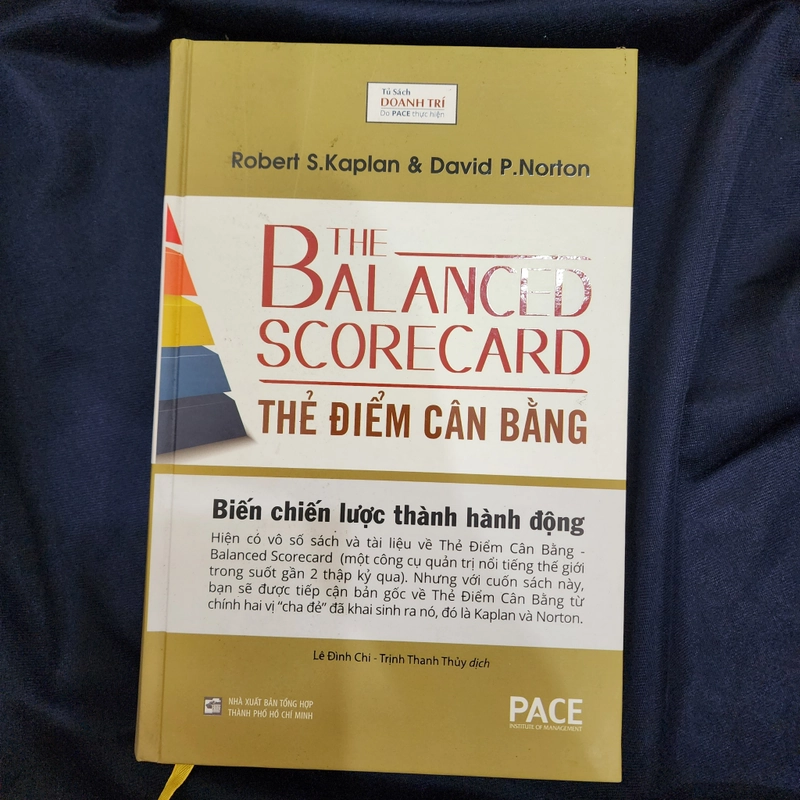 Tủ Sách
DOANH TRÍ
Do PACE thực hiện
Robert S.Kaplan & David P.Norton
THE
BALANCED
SCORECARD
THẺ ĐIỂM CÂN BẰNG
Biến chiến lược thành hành động
Hiện có vô số sách và tài liệu về Thẻ Điểm Cân Bằng -
Balanced Scorecard (một công cụ quản trị nổi tiếng thế giới
trong suốt gần 2 thập kỷ qua). Nhưng với cuốn sách này,
bạn sẽ được tiếp cận bản gốc về Thẻ Điểm Cân Bằng từ
chính hai vị “cha đẻ” đã khai sinh ra nó, đó là Kaplan và Norton.
Lê Đình Chi - Trịnh Thanh Thủy dịch
NHÀ XUẤT BẢN TỔNG HỢP
THÀNH PHỐ HỒ CHÍ MINH
PACE
INSTITUTE OF MANAGEMENT